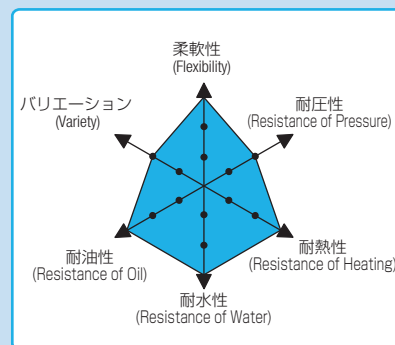 柔軟性
(Flexibility)
バリエーション
(Variety)
耐圧性
(Resistance of Pressure)
耐油性
(Resistance of Oil)
耐熱性
(Resistance of Heating)
耐水性
(Resistance of Water)